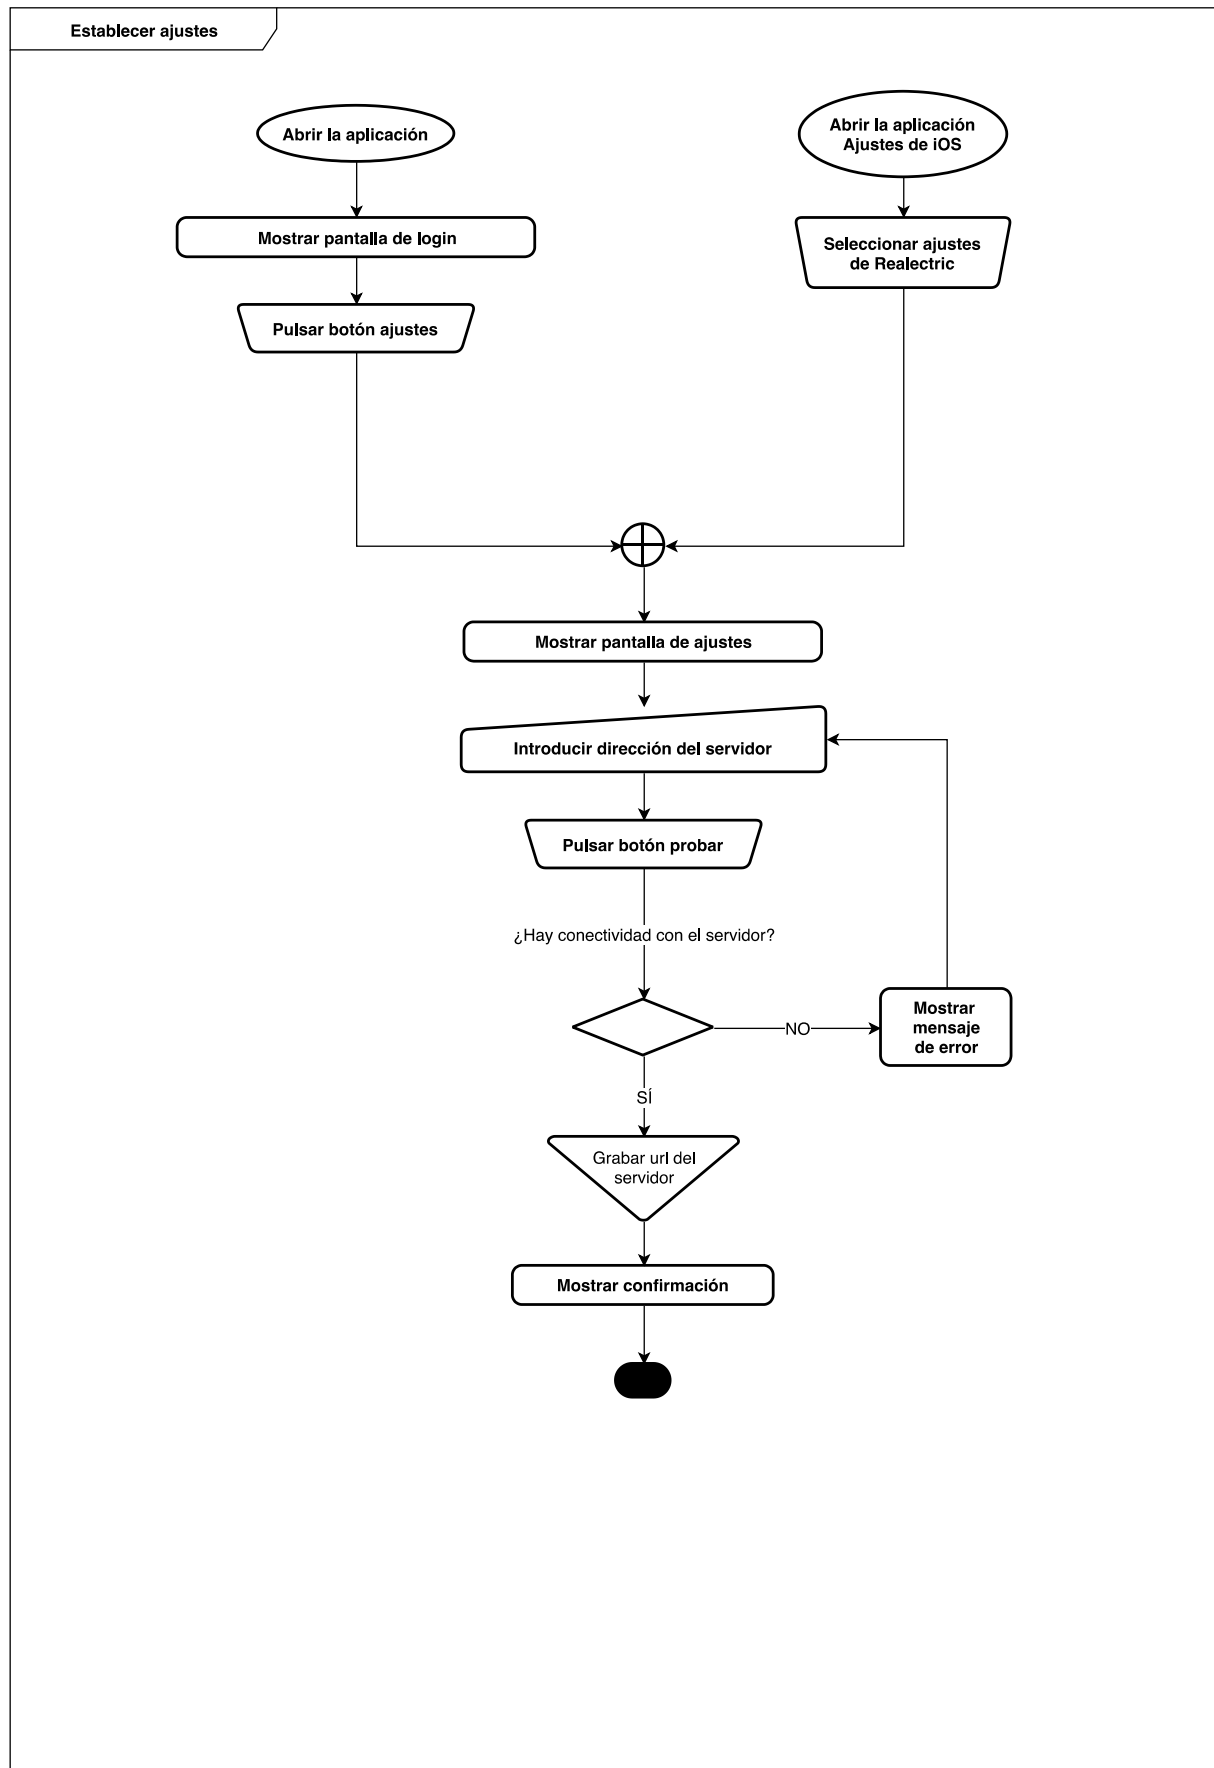 Establecer ajustes
Abrir la aplicación
Abrir la aplicación
Ajustes de iOS
Mostrar pantalla de login
Seleccionar ajustes
de Realectric
Pulsar botón ajustes
Mostrar pantalla de ajustes
Introducir dirección del servidor
Pulsar botón probar
¿Hay conectividad con el servidor?
NO
Mostrar
mensaje
de error
SÍ
Grabar url del
servidor
Mostrar confirmación